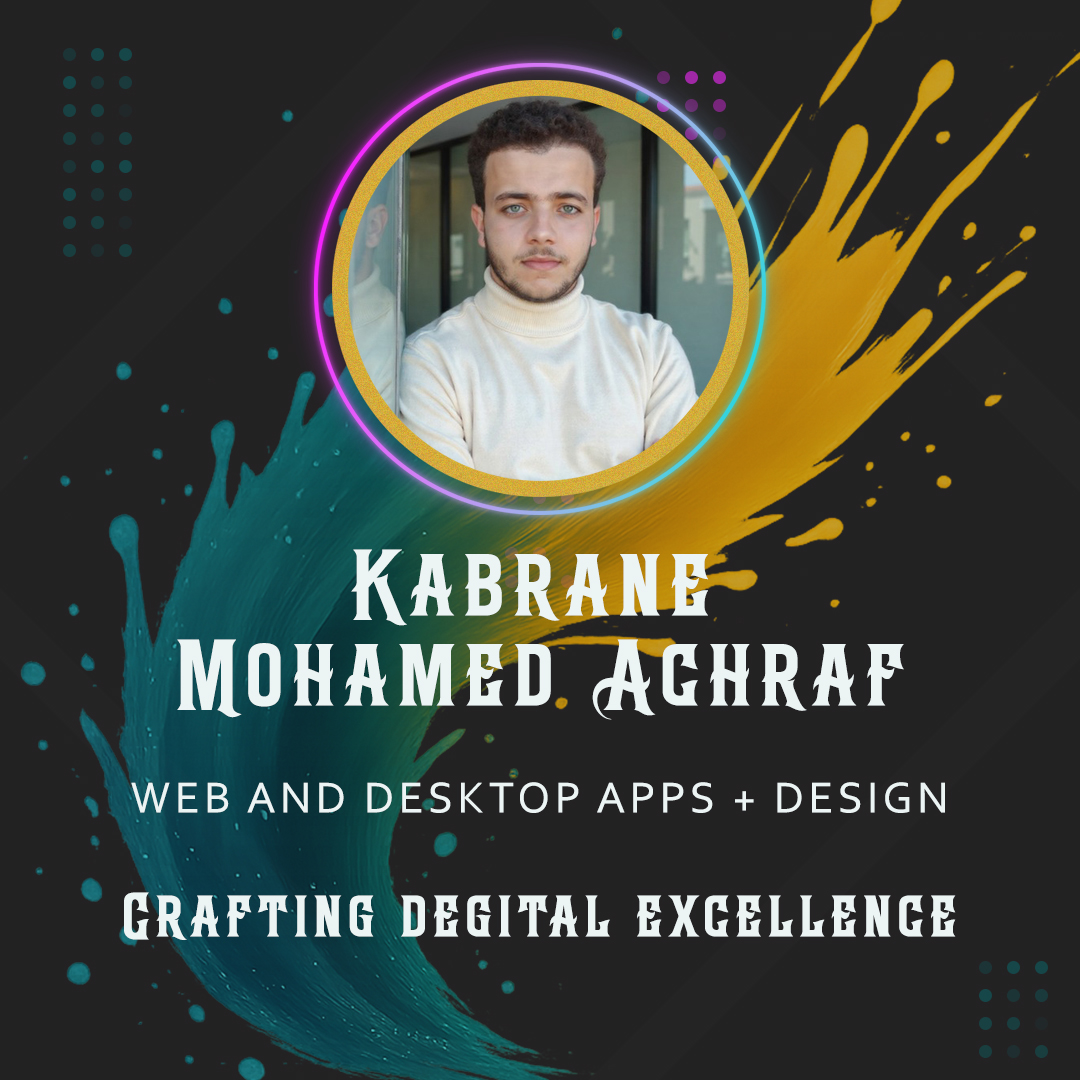 KABRANE
MOHAMED ACHRAF
WEB AND DESKTOP APPS + DESIGN
CRAFTING DEGITAL EXCELLENCE